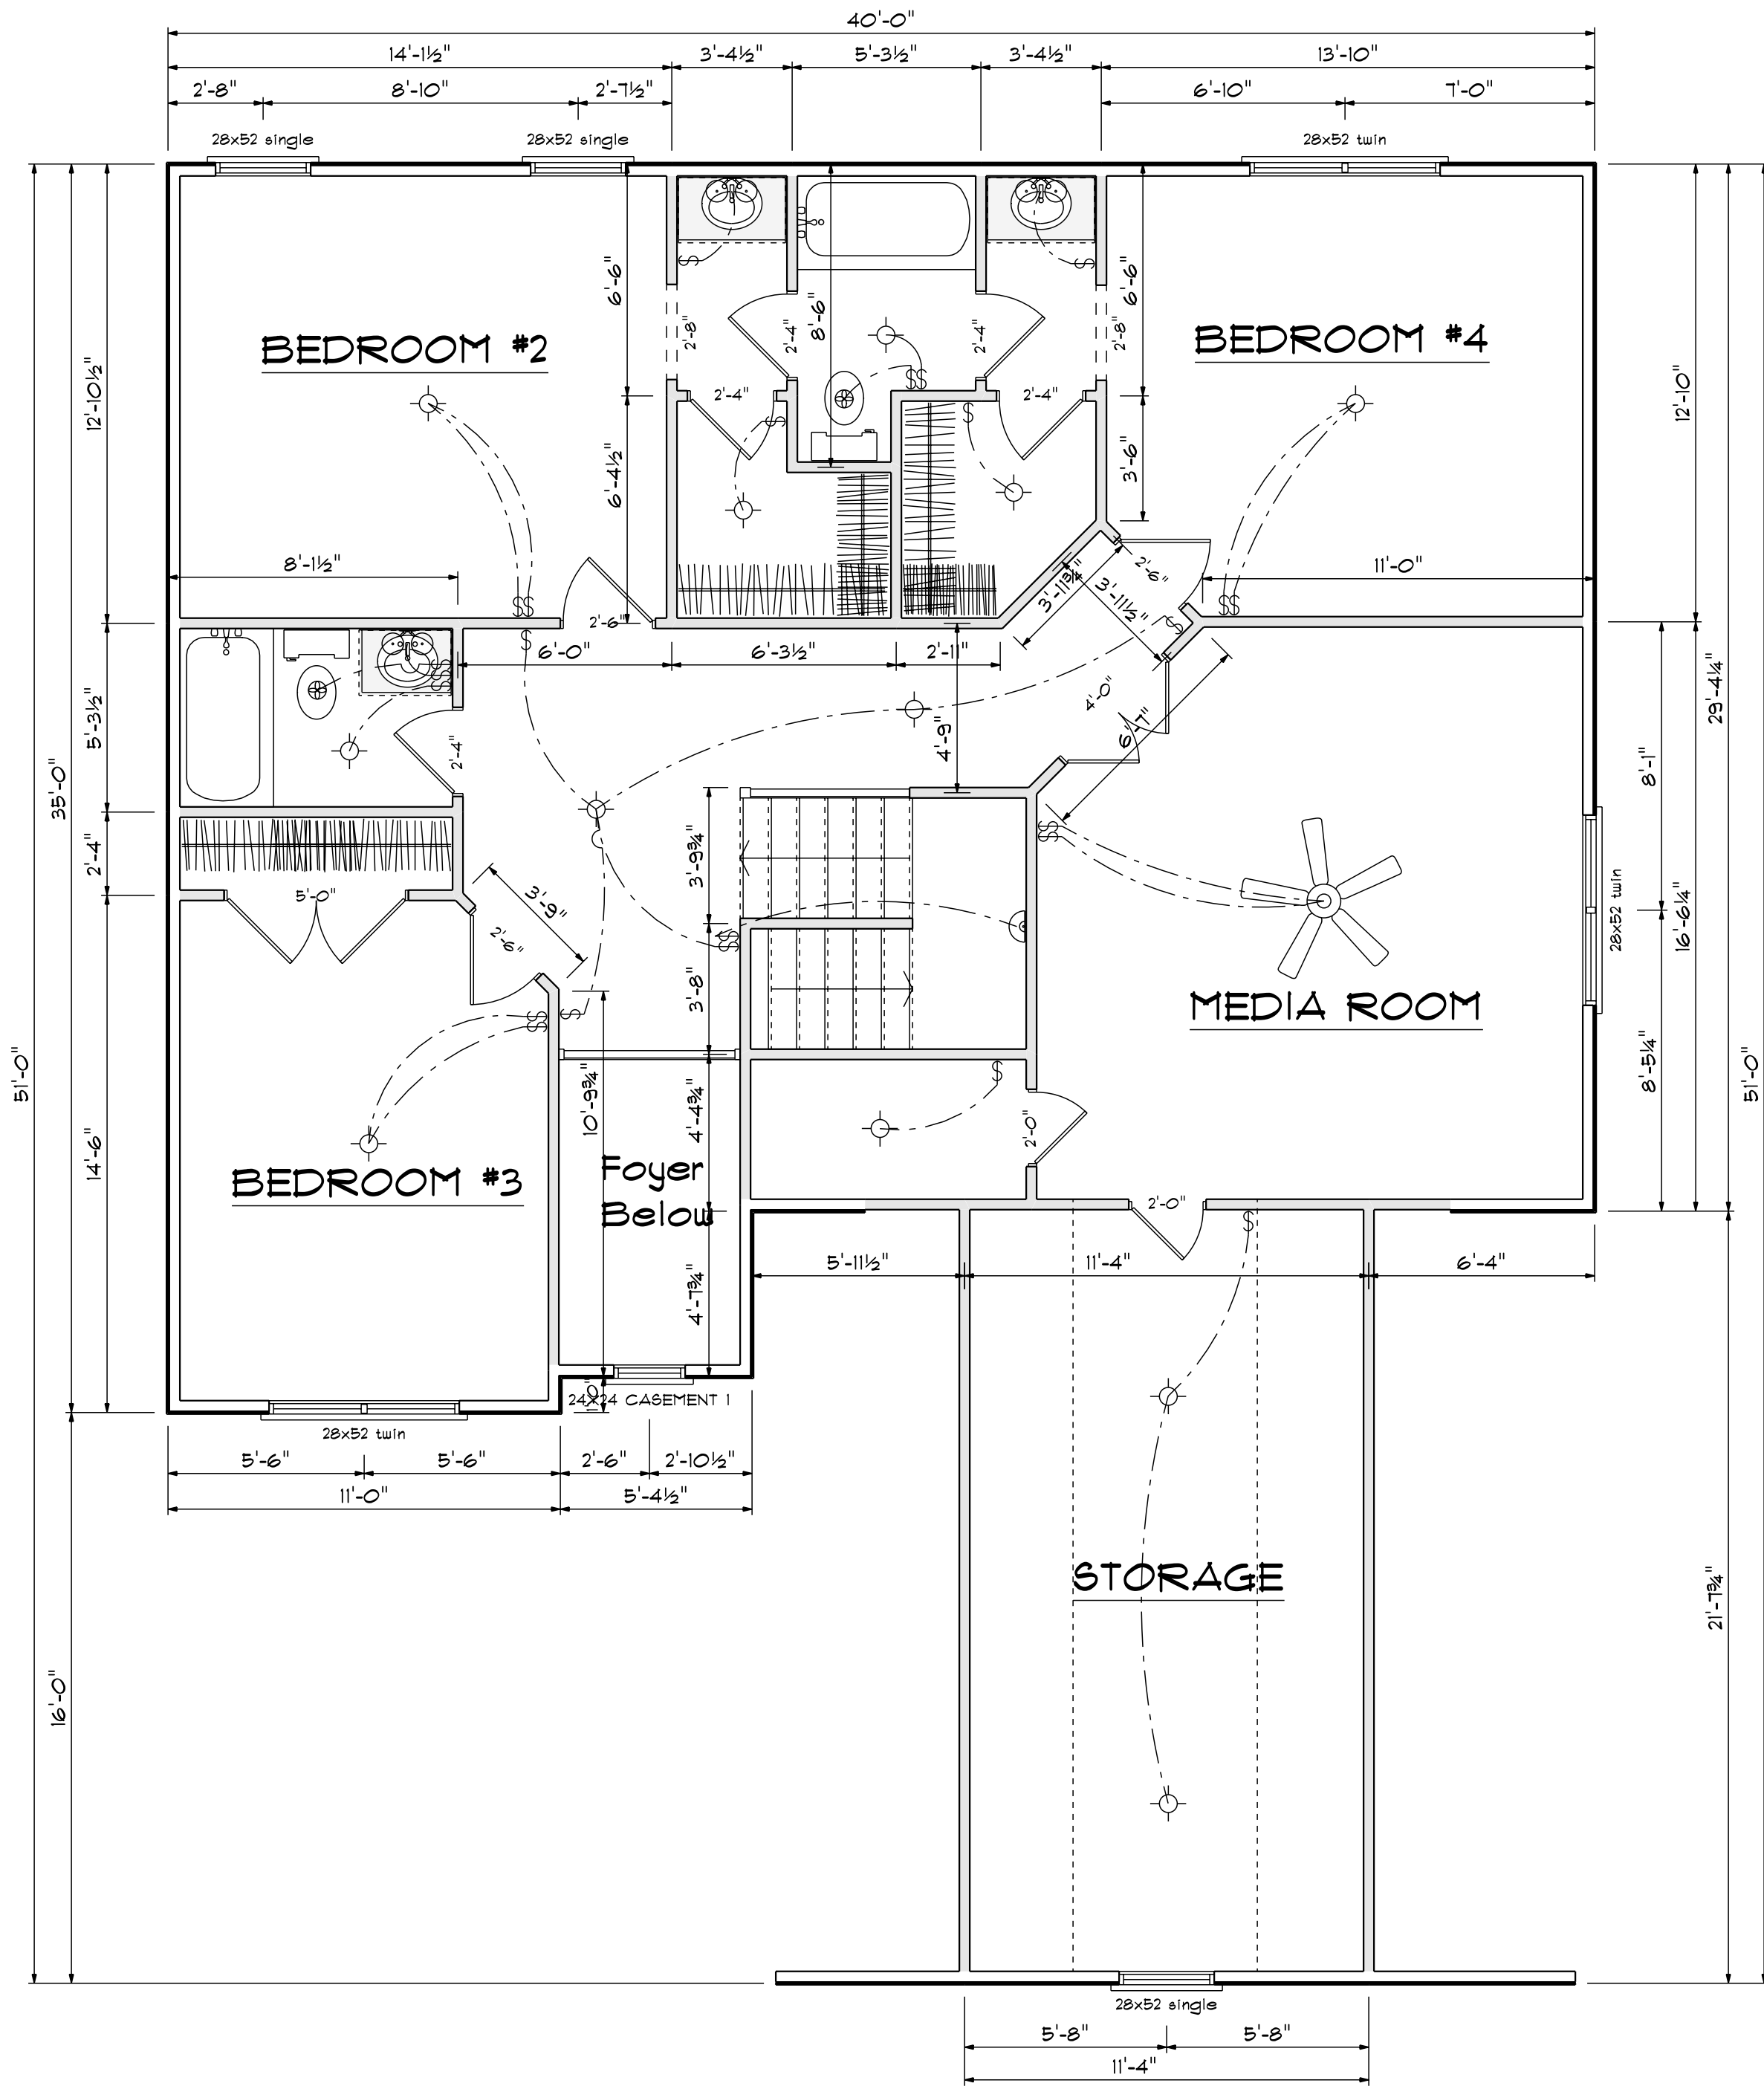 40'-0"
14'-1½" 3'-4½" 5'-3½" 3'-4½" 13'-10"
2'-8" 8'-10" 2'-7½" 6'-10" 7'-0"
28x52 single 28x52 single 28x52 twin
6'-6" 8'-6" 6'-6"
2'-8" 2'-4" 2'-4" 2'-8"
BEDROOM #2 BEDROOM #4
12'-10½" 12'-10"
2'-4" 2'-4"
6'-4½" 3'-6"
8'-1½" 3'-11¾" 3'-11½" 2'-6" 11'-0"
2'-6"
6'-0" 6'-3½" 2'-11"
5'-3½" 2'-4" 4'-9" 4'-0" 6'-7" 8'-1" 29'-4¼"
35'-0"
2'-4" 5'-0" 3'-9" 2'-6" 3'-9¾" 28x52 twin 16'-6¼"
3'-8"
MEDIA ROOM
51'-0" 14'-6" 10'-9¾" 4'-4¾" 2'-0" 8'-5¼" 51'-0"
BEDROOM #3 Foyer
Below
2'-0"
5'-11½" 11'-4" 6'-4"
4'-7¾"
1'-0"
24X24 CASEMENT 1
28x52 twin
5'-6" 5'-6" 2'-6" 2'-10½"
11'-0" 5'-4½"
STORAGE
16'-0" 21'-7¾"
28x52 single
5'-8" 5'-8"
11'-4"